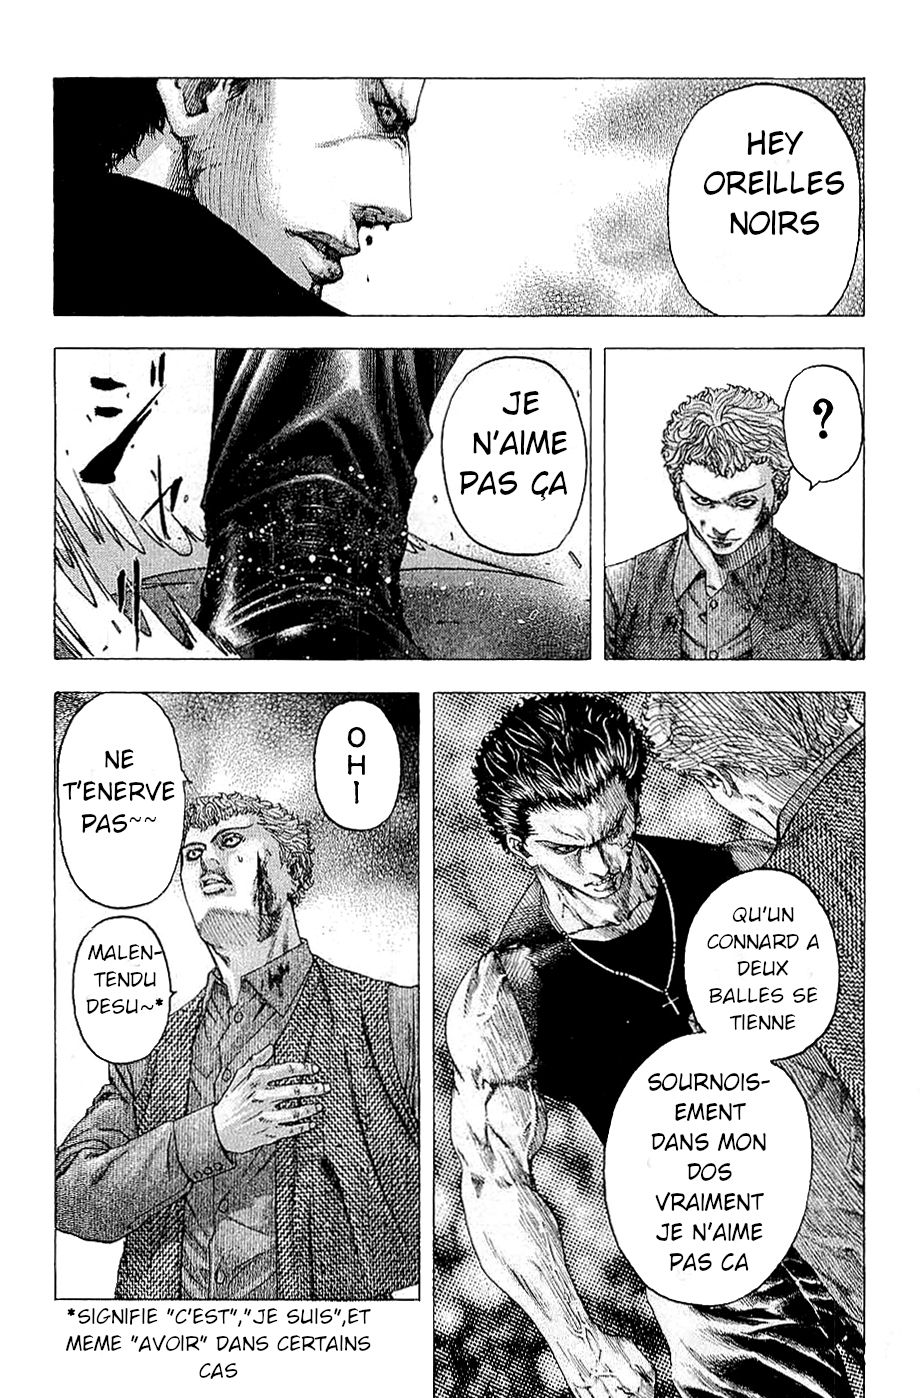 HEY
OREILLES
NOIRS
?
JE
N'AIME
PAS ÇA
QU'UN
CONNARD A
DEUX
BALLES SE
TIENNE
SOURNOIS-
EMENT
DANS MON
DOS
VRAIMENT
JE N'AIME
PAS CA
OH!
NE
T'ENERVE
PAS~~
MALEN-
TENDU
DESU~*
*SIGNIFIE "C'EST","JE SUIS",ET
MEME "AVOIR" DANS CERTAINS
CAS